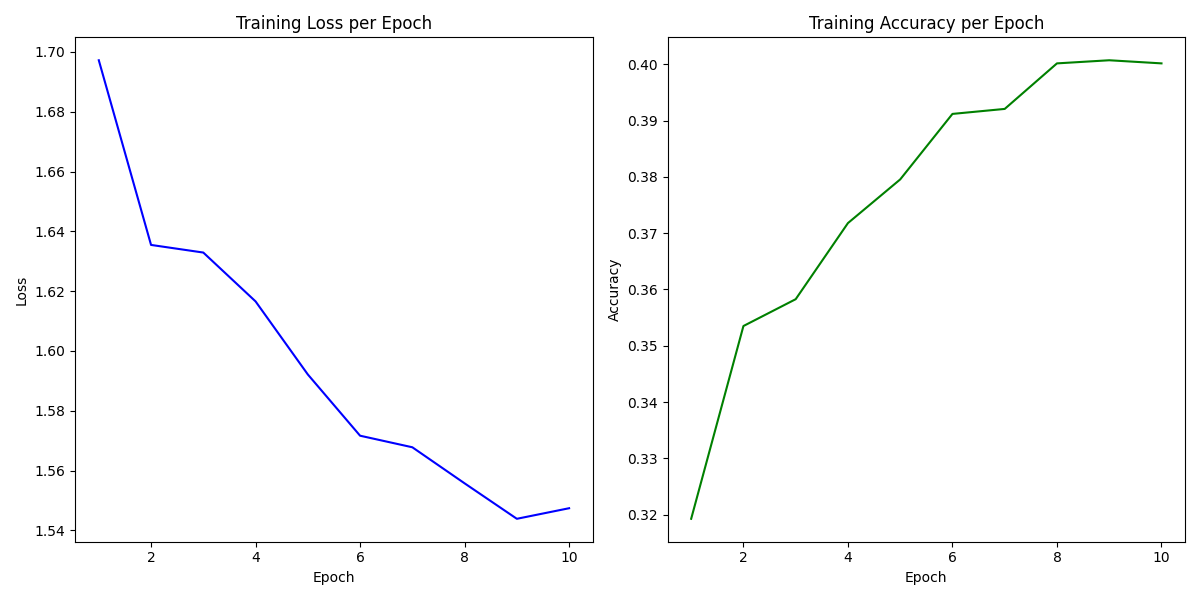 Training Loss per Epoch
1.70
1.68
1.66
1.64
1.62
1.60
1.58
1.56
1.54
Loss
2 4 6 8 10
Epoch
Training Accuracy per Epoch
0.40
0.39
0.38
0.37
0.36
0.35
0.34
0.33
0.32
Accuracy
2 4 6 8 10
Epoch